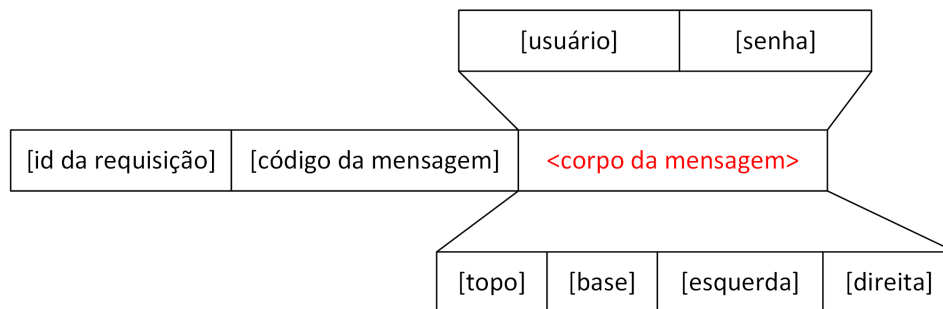 [usuário] [senha]
[id da requisição] [código da mensagem] <corpo da mensagem>
[topo] [base] [esquerda] [direita]